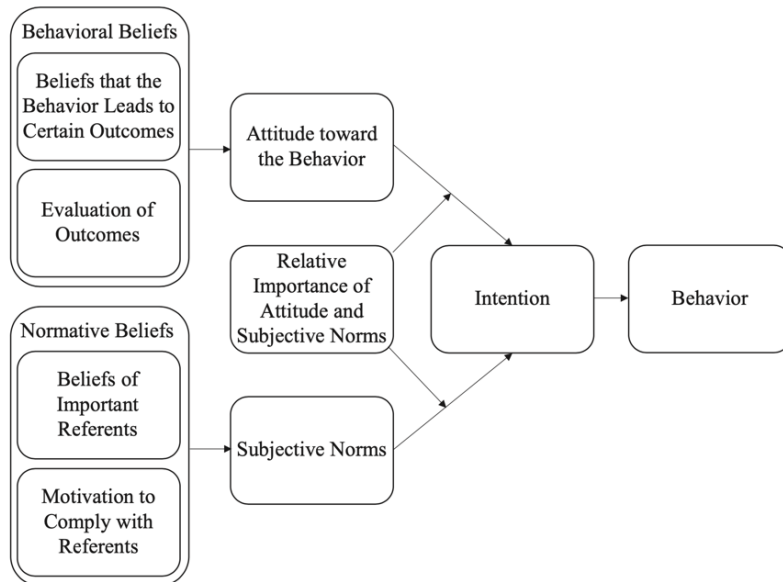 Behavioral Beliefs
Beliefs that the
Behavior Leads to
Certain Outcomes
Evaluation of
Outcomes
Normative Beliefs
Beliefs of
Important
Referents
Motivation to
Comply with
Referents
Attitude toward
the Behavior
Relative
Importance of
Attitude and
Subjective Norms
Subjective Norms
Intention
Behavior